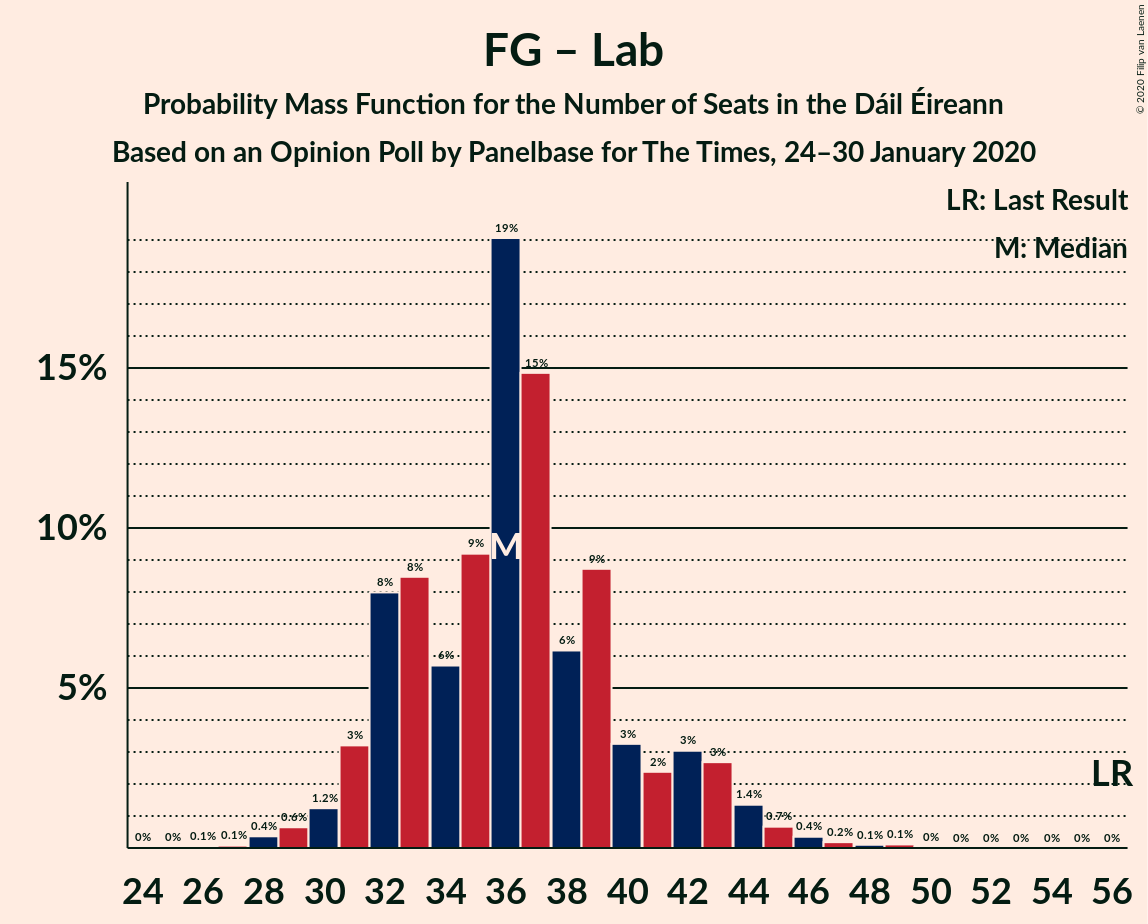 FG – Lab
Probability Mass Function for the Number of Seats in the Dáil Éireann
Based on an Opinion Poll by Panelbase for The Times, 24–30 January 2020
© 2020 Filip van Laenen
LR: Last Result
M: Median
19%
15%
15%
10%
9%
M
9%
8%
8%
6%
6%
5%
3%
3%
3%
3%
2%
LR
1.4%
1.2%
0.7%
0.6%
0% 0% 0.1% 0.1% 0.4% 0.4% 0.2% 0.1% 0.1% 0% 0% 0% 0% 0% 0% 0%
24 26 28 30 32 34 36 38 40 42 44 46 48 50 52 54 56